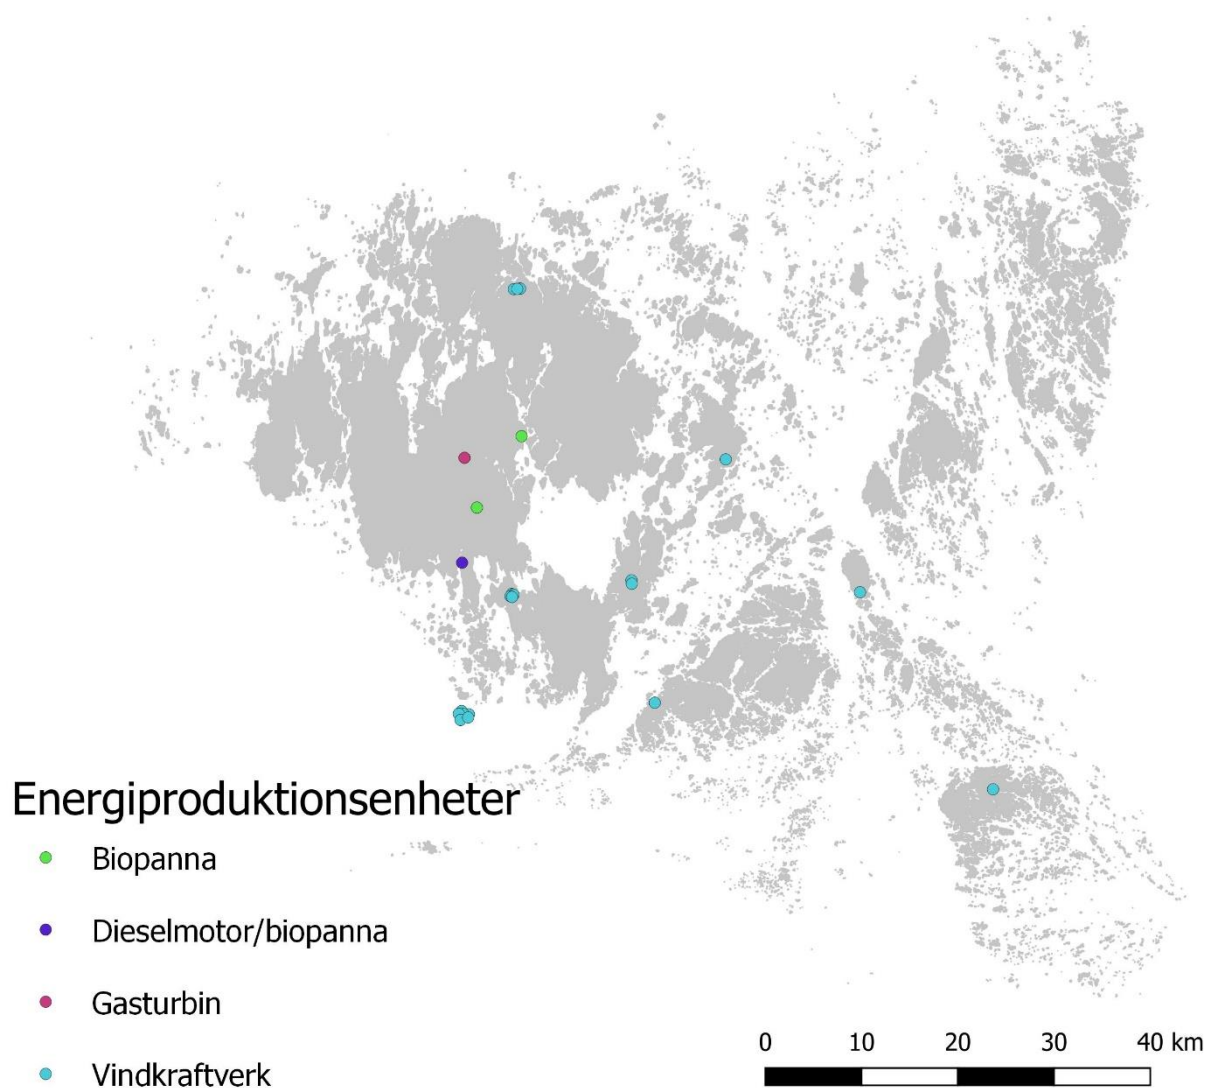 Energiproduktionsenheter
Biopanna
Dieselmotor/biopanna
Gasturbin
Vindkraftverk
0 10 20 30 40 km